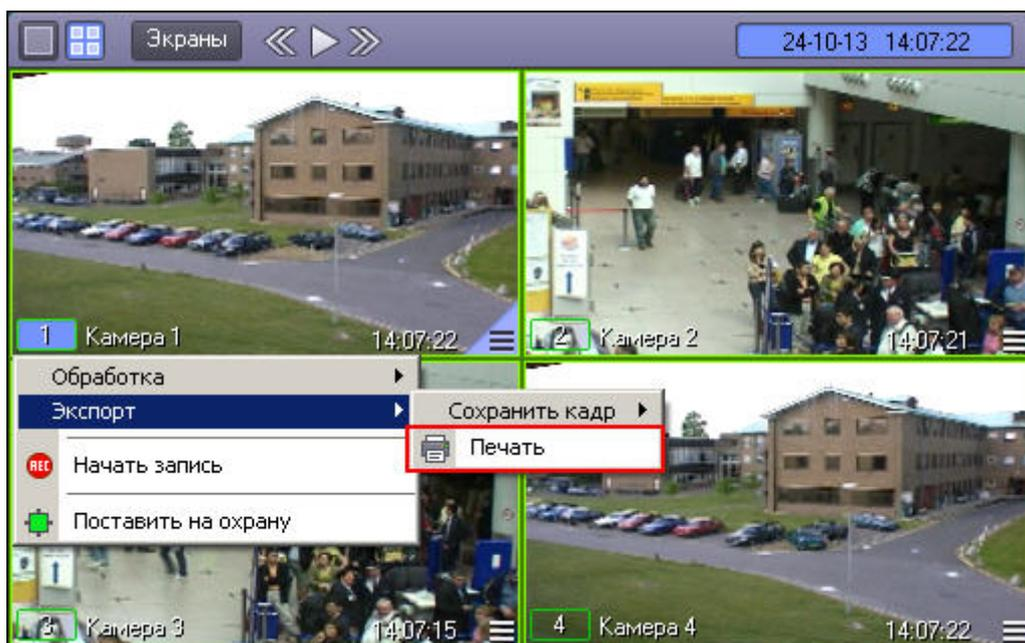 Экраны
24-10-13 14:07:22
1 Камера 1 14:07:22
2 Камера 2 14:07:21
Обработка
Экспорт
Сохранить кадр
Печать
REC Начать запись
Поставить на охрану
3 Камера 3 14:07:15
4 Камера 4 14:07:22